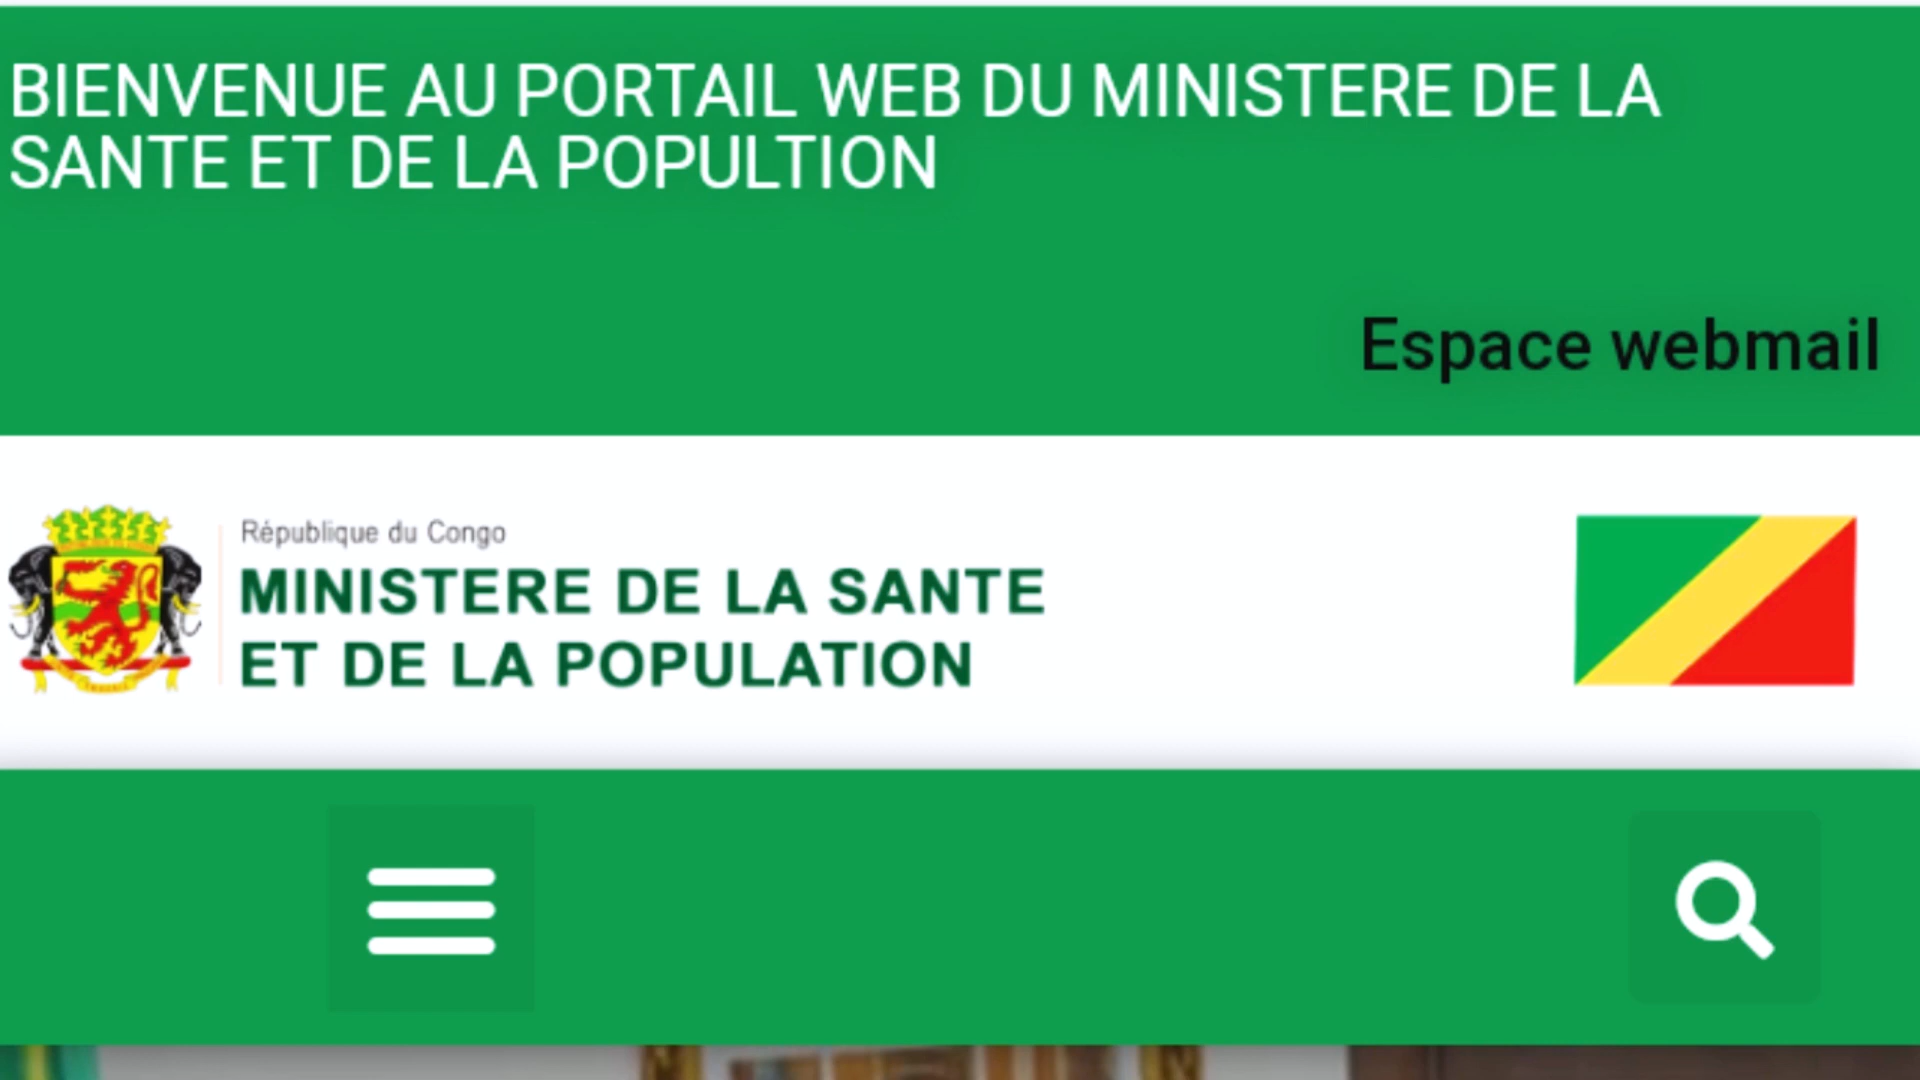 BIENVENUE AU PORTAIL WEB DU MINISTERE DE LA
SANTE ET DE LA POPULTION
Espace webmail
République du Congo
MINISTERE DE LA SANTE
ET DE LA POPULATION